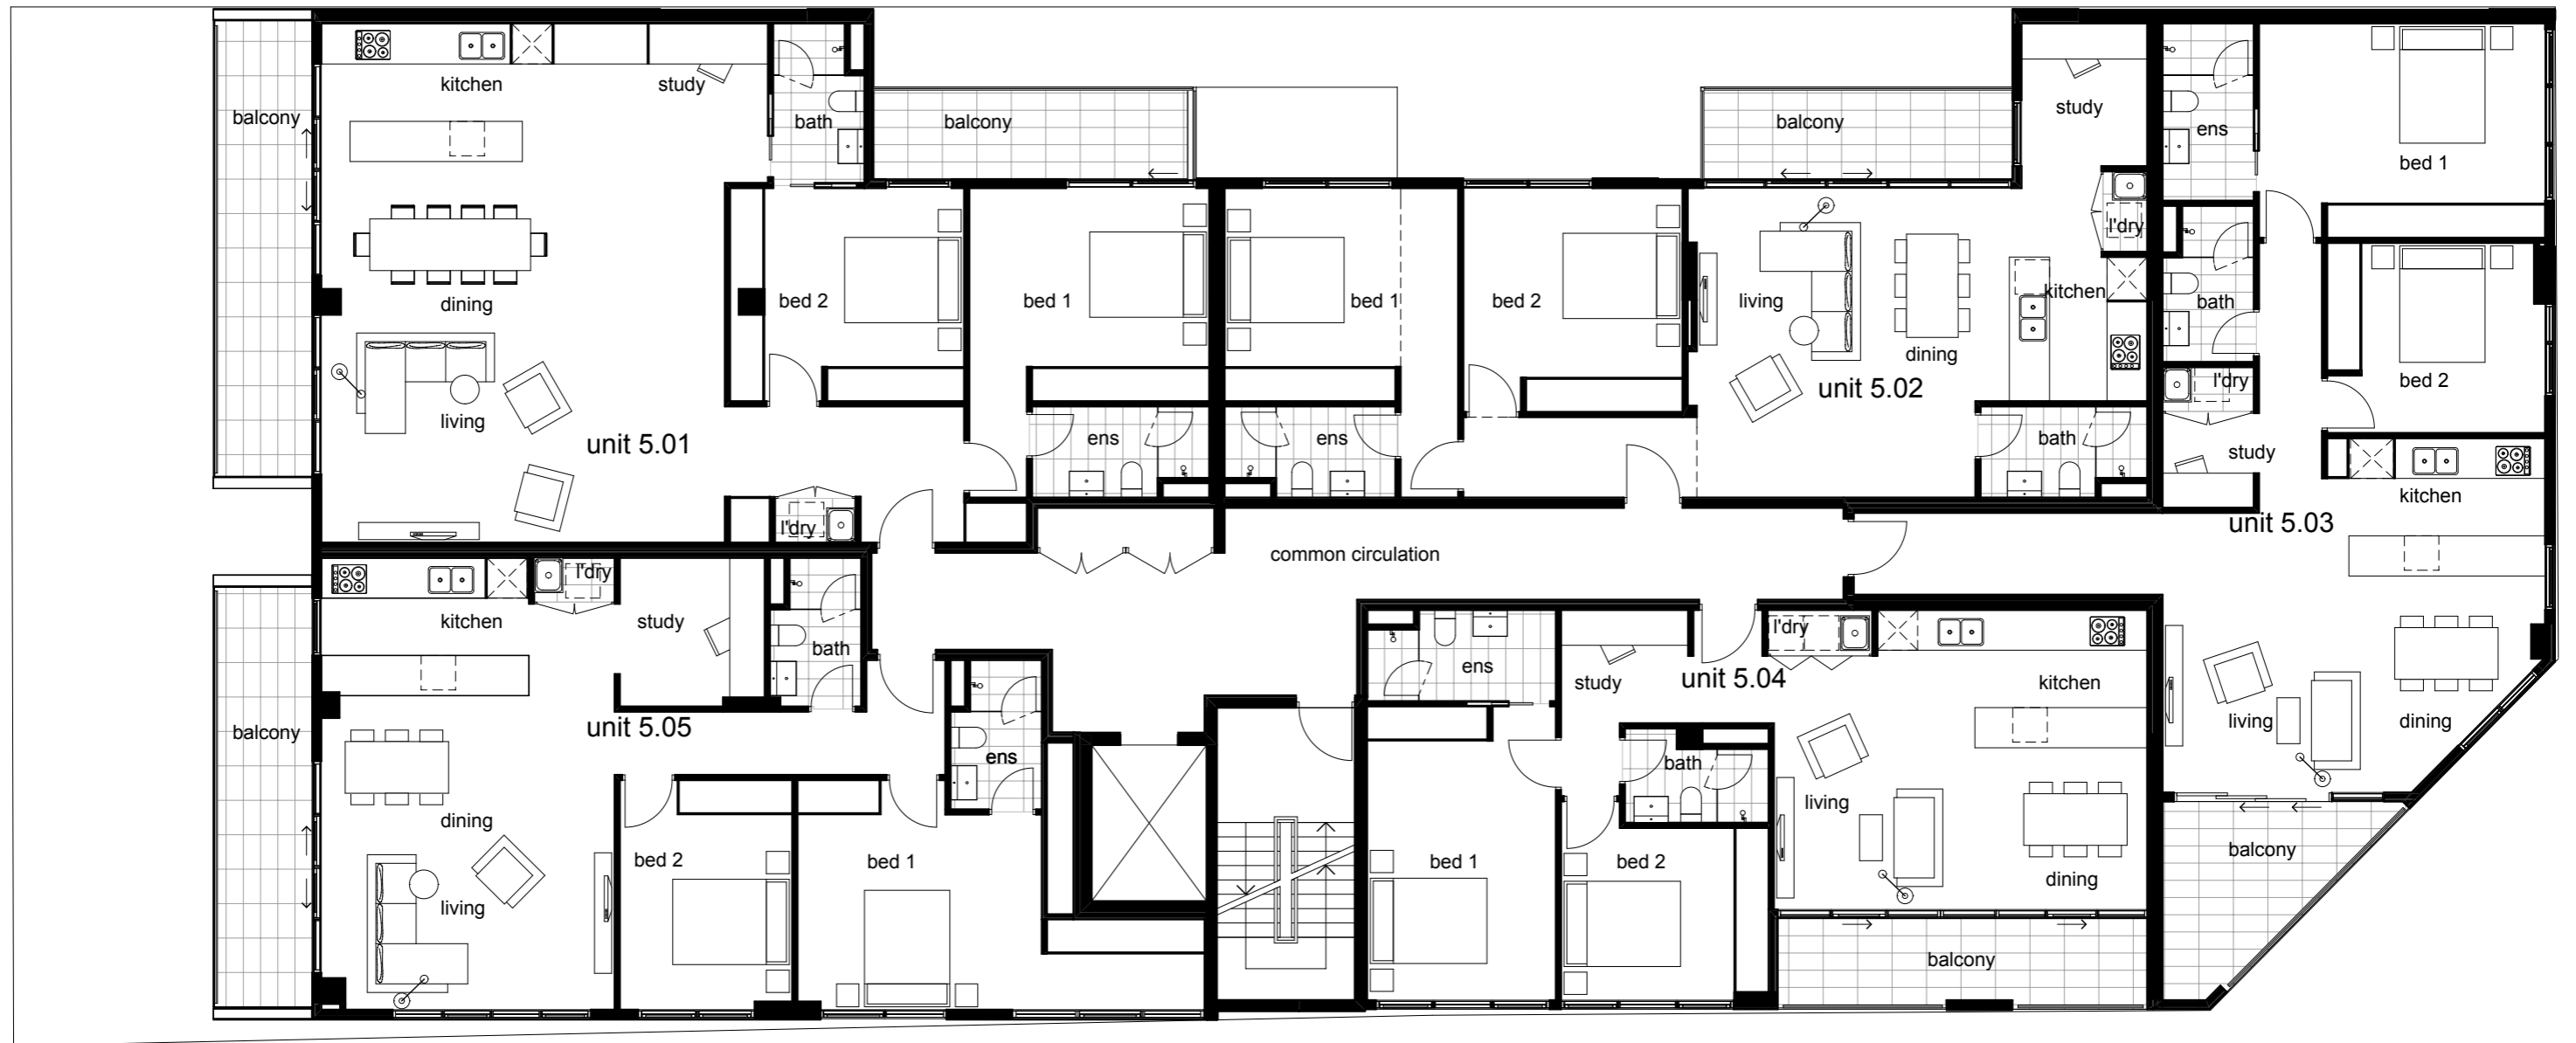 kitchen
study
balcony
bath
balcony
dining
bed 2
bed 1
living
unit 5.01
ens
l'dry
bed 1
bed 2
ens
balcony
study
living
dining
kitchen
l'dry
unit 5.02
bath
ens
bed 1
bath
bed 2
l'dry
study
kitchen
unit 5.03
living
dining
balcony
common circulation
l'dry
kitchen
study
bath
balcony
unit 5.05
ens
dining
living
bed 2
bed 1
ens
study
unit 5.04
l'dry
kitchen
bath
living
bed 1
bed 2
dining
balcony